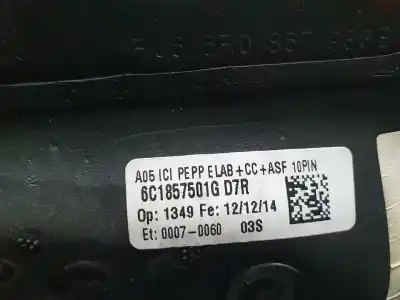 A05 ICI PEPP ELAB+CC+ASF 10PIN
6C1857501G D7R
Op: 1349 Fe: 12/12/14
Et: 0007-0060 03S